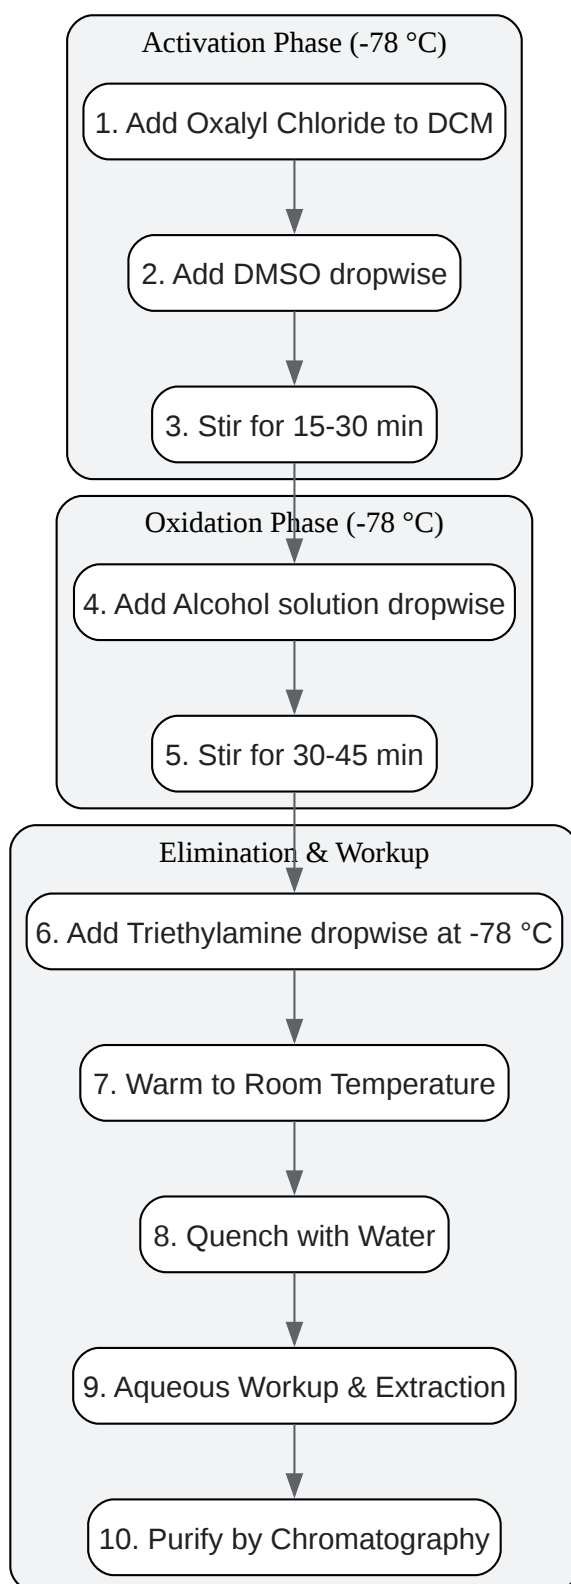 Activation Phase (-78 °C)
1. Add Oxalyl Chloride to DCM
2. Add DMSO dropwise
3. Stir for 15-30 min
Oxidation Phase (-78 °C)
4. Add Alcohol solution dropwise
5. Stir for 30-45 min
Elimination & Workup
6. Add Triethylamine dropwise at -78 °C
7. Warm to Room Temperature
8. Quench with Water
9. Aqueous Workup & Extraction
10. Purify by Chromatography